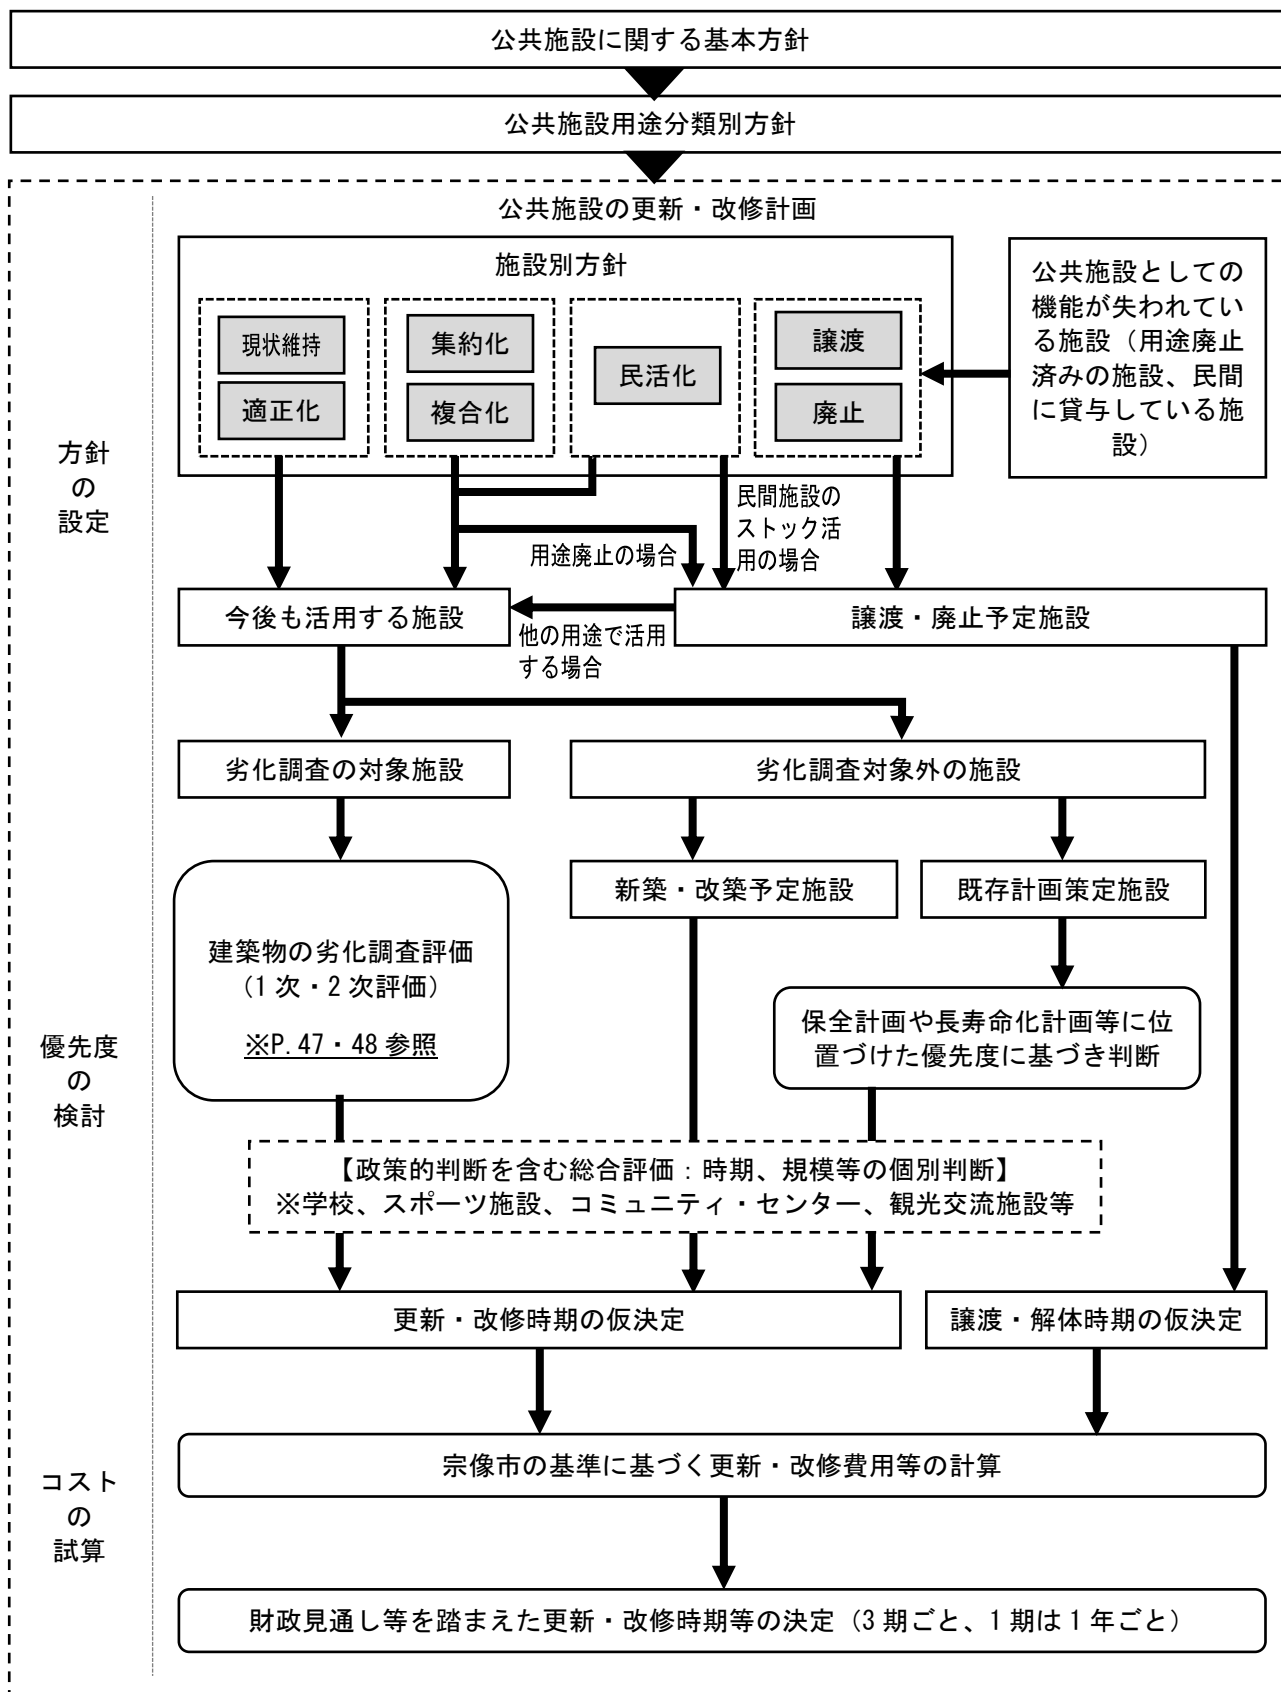 公共施設に関する基本方針
公共施設用途分類別方針
公共施設の更新・改修計画
施設別方針
現状維持
適正化
集約化
複合化
民活化
譲渡
廃止
公共施設としての
機能が失われてい
る施設（用途廃止
済みの施設、民間
に貸与している施
設）
方針
の
設定
用途廃止の場合
民間施設の
ストック活
用の場合
今後も活用する施設
他の用途で活用
する場合
譲渡・廃止予定施設
劣化調査の対象施設
劣化調査対象外の施設
新築・改築予定施設
既存計画策定施設
建築物の劣化調査評価
（1次・2次評価）
※P.47・48参照
保全計画や長寿命化計画等に位
置づけた優先度に基づき判断
優先度
の
検討
【政策的判断を含む総合評価：時期、規模等の個別判断】
※学校、スポーツ施設、コミュニティ・センター、観光交流施設等
更新・改修時期の仮決定
譲渡・解体時期の仮決定
コスト
の
試算
宗像市の基準に基づく更新・改修費用等の計算
財政見通し等を踏まえた更新・改修時期等の決定（3期ごと、1期は1年ごと）